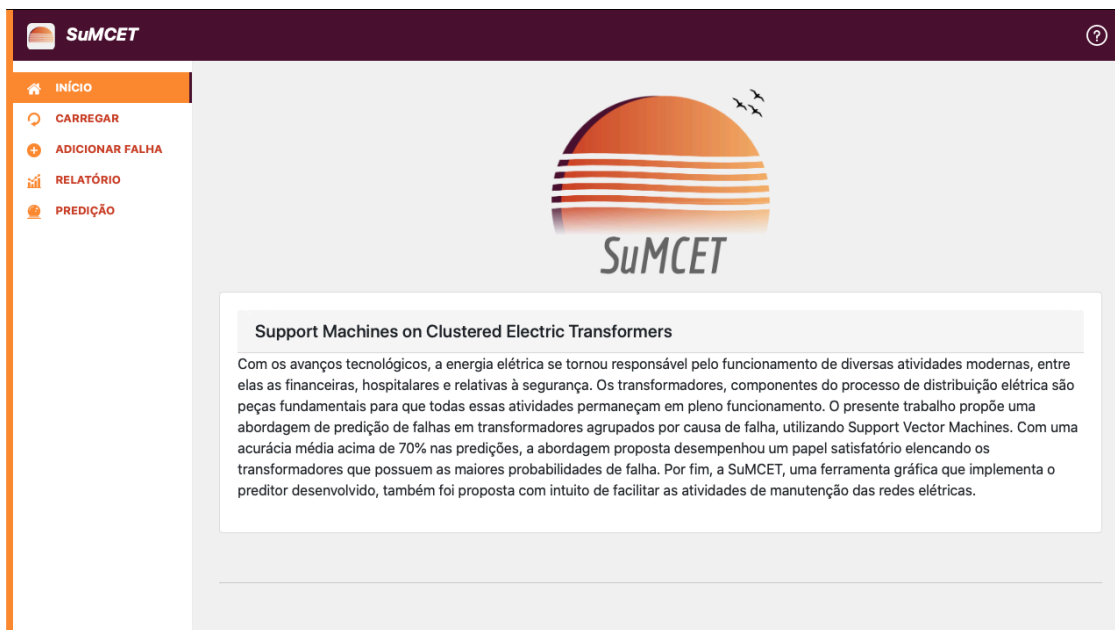 SuMCET
?
INÍCIO
CARREGAR
ADICIONAR FALHA
RELATÓRIO
PREDIÇÃO
SuMCET
Support Machines on Clustered Electric Transformers
Com os avanços tecnológicos, a energia elétrica se tornou responsável pelo funcionamento de diversas atividades modernas, entre
elas as financeiras, hospitalares e relativas à segurança. Os transformadores, componentes do processo de distribuição elétrica são
peças fundamentais para que todas essas atividades permaneçam em pleno funcionamento. O presente trabalho propõe uma
abordagem de predição de falhas em transformadores agrupados por causa de falha, utilizando Support Vector Machines. Com uma
acurácia média acima de 70% nas predições, a abordagem proposta desempenhou um papel satisfatório elencando os
transformadores que possuem as maiores probabilidades de falha. Por fim, a SuMCET, uma ferramenta gráfica que implementa o
preditor desenvolvido, também foi proposta com intuito de facilitar as atividades de manutenção das redes elétricas.